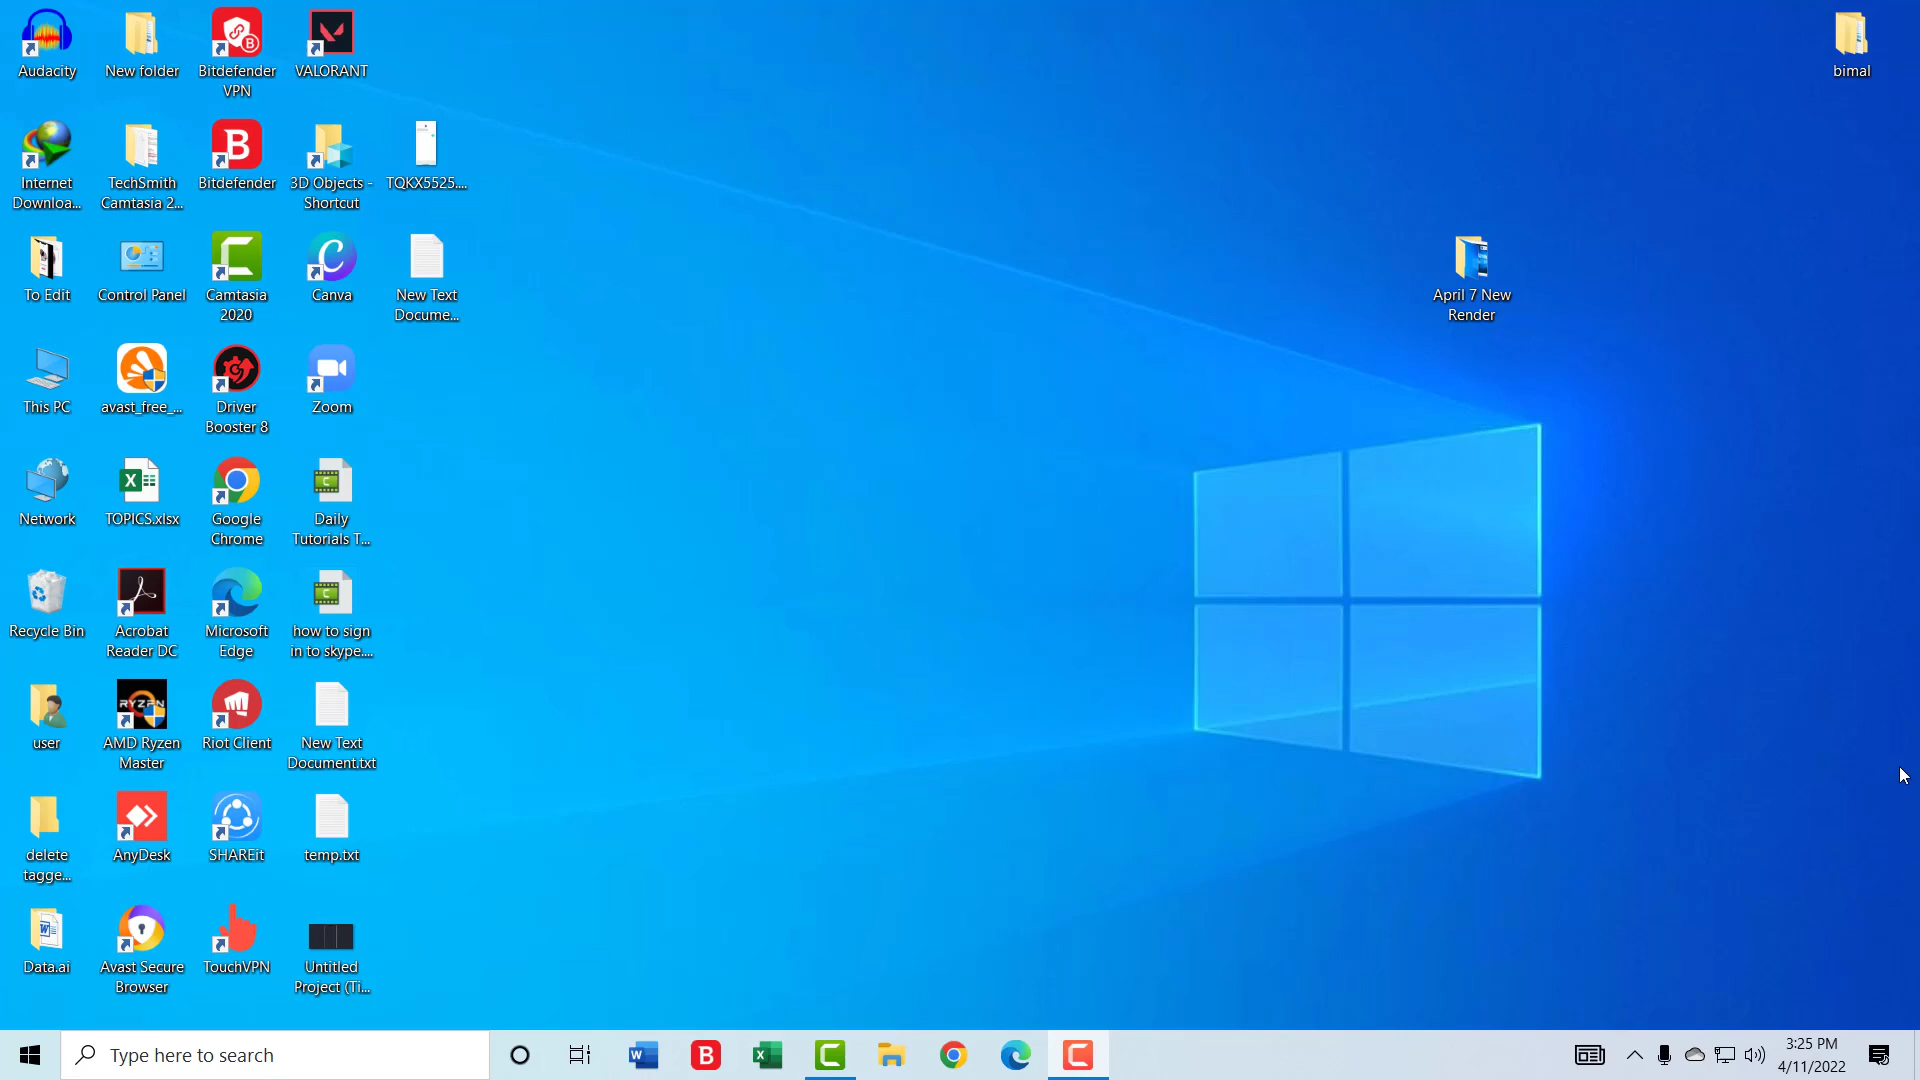 Audacity
New folder
Bitdefender
VPN
VALORANT
bimal
Internet
Downloa...
TechSmith
Camtasia 2...
Bitdefender
3D Objects -
Shortcut
TQKX5525....
To Edit
Control Panel
Camtasia
2020
Canva
New Text
Docume...
April 7 New
Render
This PC
avast_free_...
Driver
Booster 8
Zoom
Network
TOPICS.xlsx
Google
Chrome
Daily
Tutorials T...
Recycle Bin
Acrobat
Reader DC
Microsoft
Edge
how to sign
in to skype....
user
RYZEN
AMD Ryzen
Master
Riot Client
New Text
Document.txt
delete
tagge...
AnyDesk
SHAREit
temp.txt
Data.ai
Avast Secure
Browser
TouchVPN
Untitled
Project (Ti...
Type here to search
3:25 PM
4/11/2022